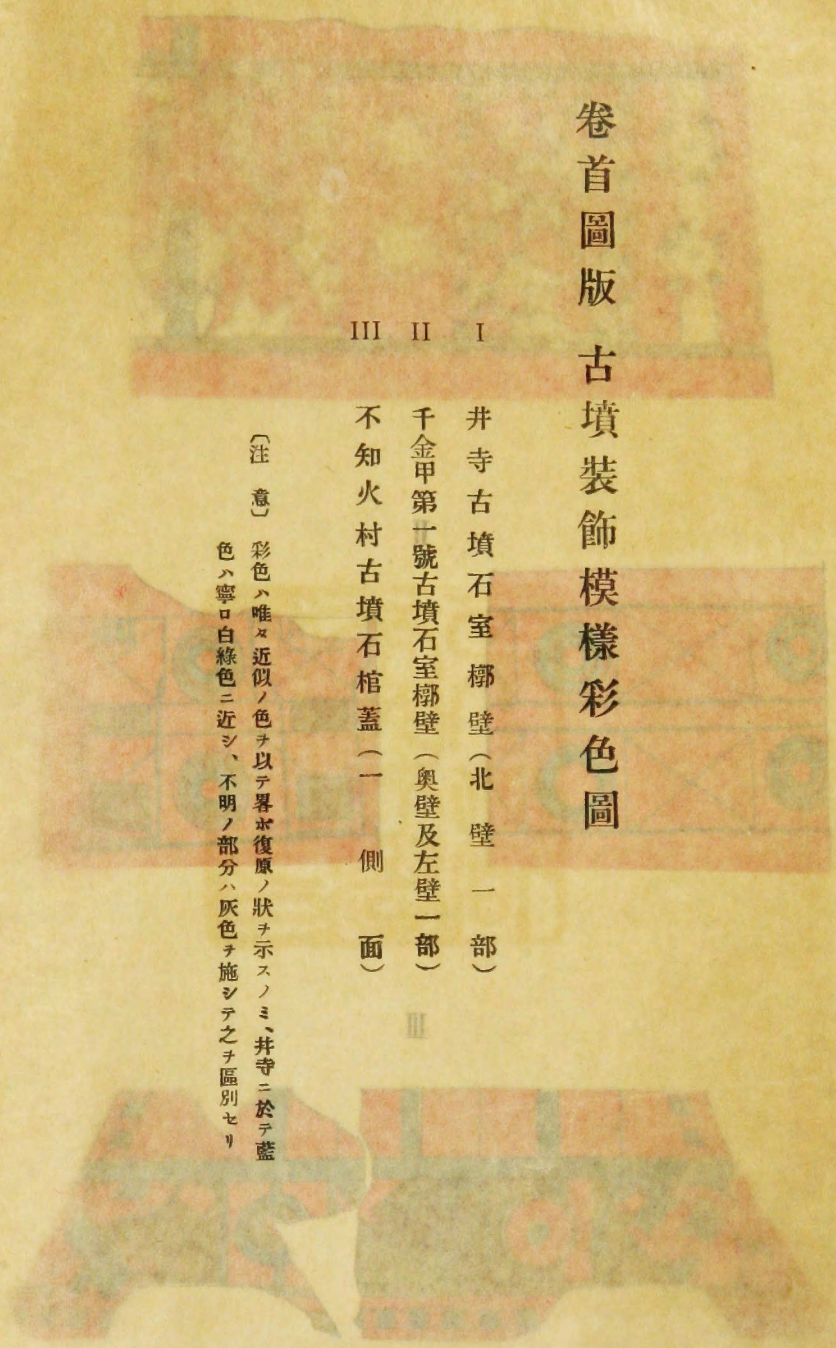 卷首圖版 古墳裝飾模樣彩色圖
I 井寺古墳石室槨壁(北壁一部)
II 千金甲第一號古墳石室槨壁(奧壁及左壁一部)
III 不知火村古墳石棺蓋(一側面)
〔注意〕 彩色ハ唯々近似ノ色ヲ以テ畧ボ復原ノ狀ヲ示スノミ、井寺ニ於テ藍
色ハ寧ロ白綠色ニ近シ、不明ノ部分ハ灰色ヲ施シテ之ヲ區別セリ
III